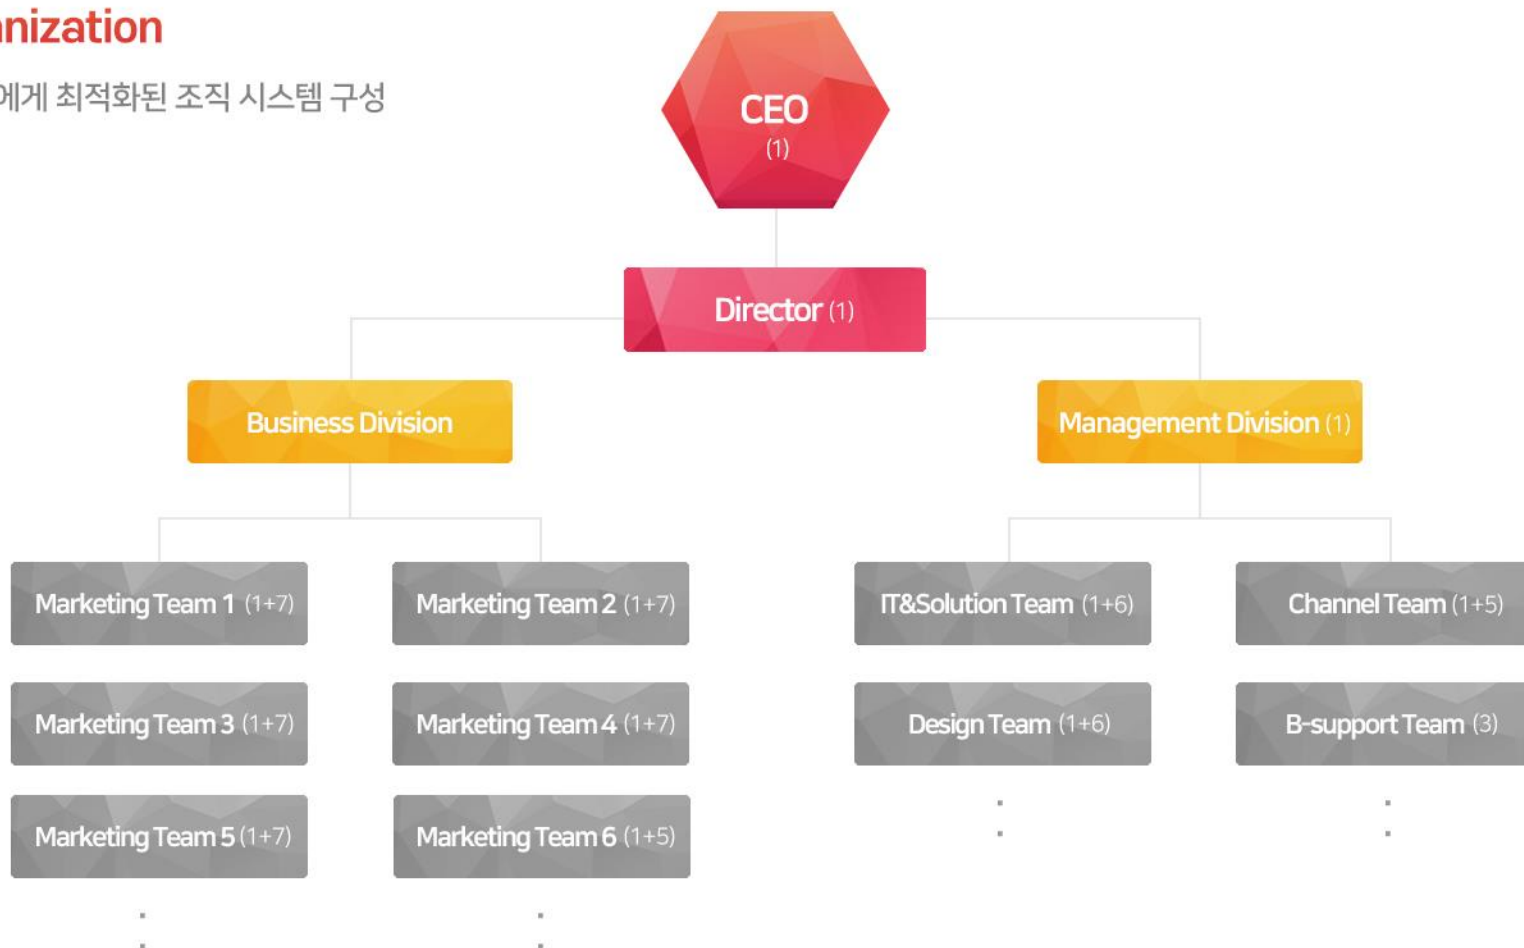 nization
에게 최적화된 조직 시스템 구성
CEO
(1)
Director (1)
Business Division
Management Division (1)
Marketing Team 1 (1+7)
Marketing Team 2 (1+7)
IT&Solution Team (1+6)
Channel Team (1+5)
Marketing Team 3 (1+7)
Marketing Team 4 (1+7)
Design Team (1+6)
B-support Team (3)
Marketing Team 5 (1+7)
Marketing Team 6 (1+5)